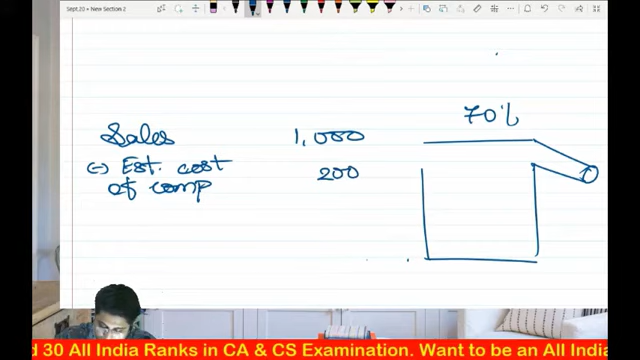 Sept 20 + New Section 2
70%
Sales 1,000
(-) Est. cost 200
of comp
d 30 All India Ranks in CA & CS Examination. Want to be an All India